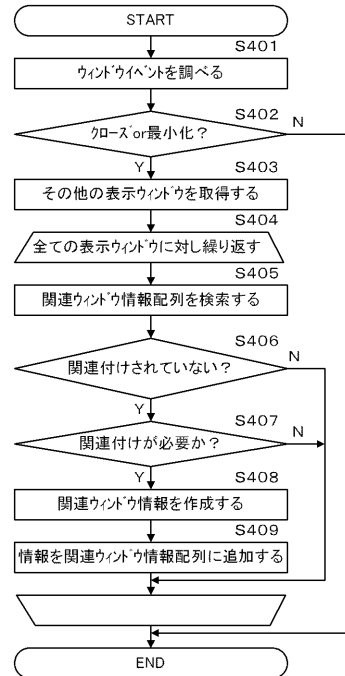 START
S401
ウィンドウイベントを調べる
S402
クローズor最小化？
N
Y
S403
その他の表示ウィンドウを取得する
S404
全ての表示ウィンドウに対し繰り返す
S405
関連ウィンドウ情報配列を検索する
S406
関連付けされていない？
N
Y
S407
関連付けが必要か？
N
Y
S408
関連ウィンドウ情報を作成する
S409
情報を関連ウィンドウ情報配列に追加する
END